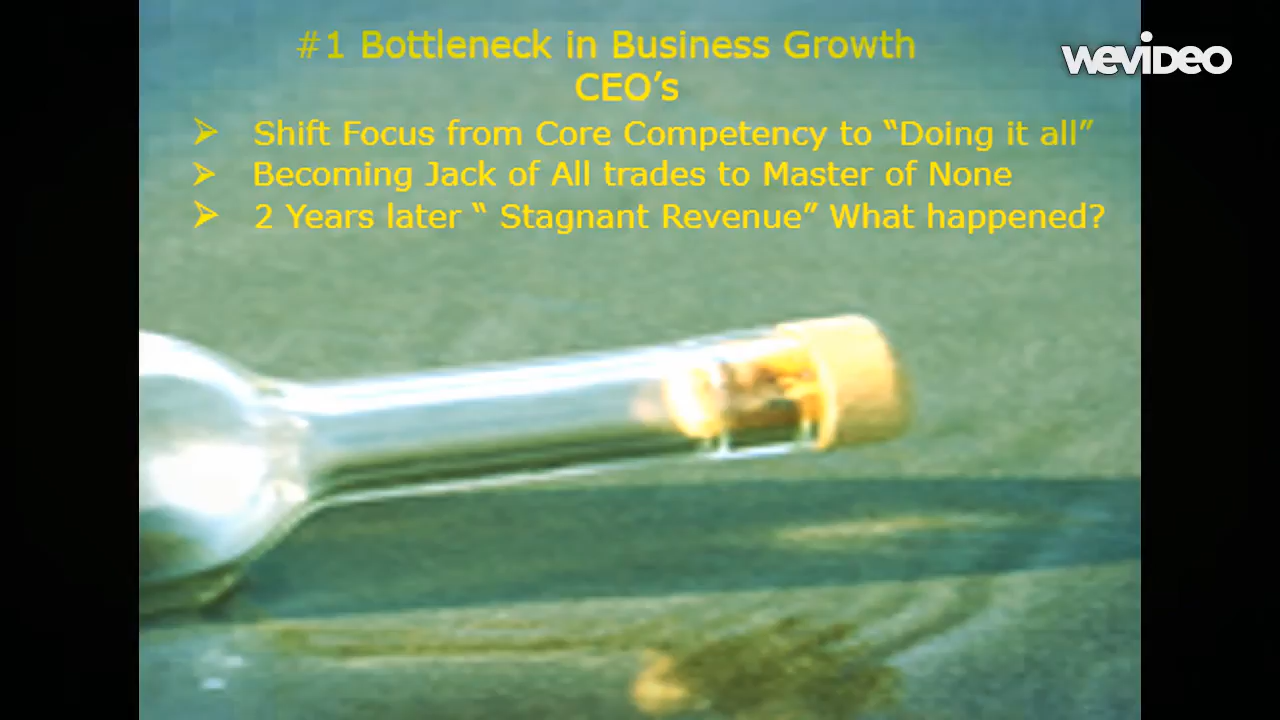 #1 Bottleneck in Business Growth
CEO’s
WEVIDEO
➢ Shift Focus from Core Competency to “Doing it all”
➢ Becoming Jack of All trades to Master of None
➢ 2 Years later “ Stagnant Revenue” What happened?